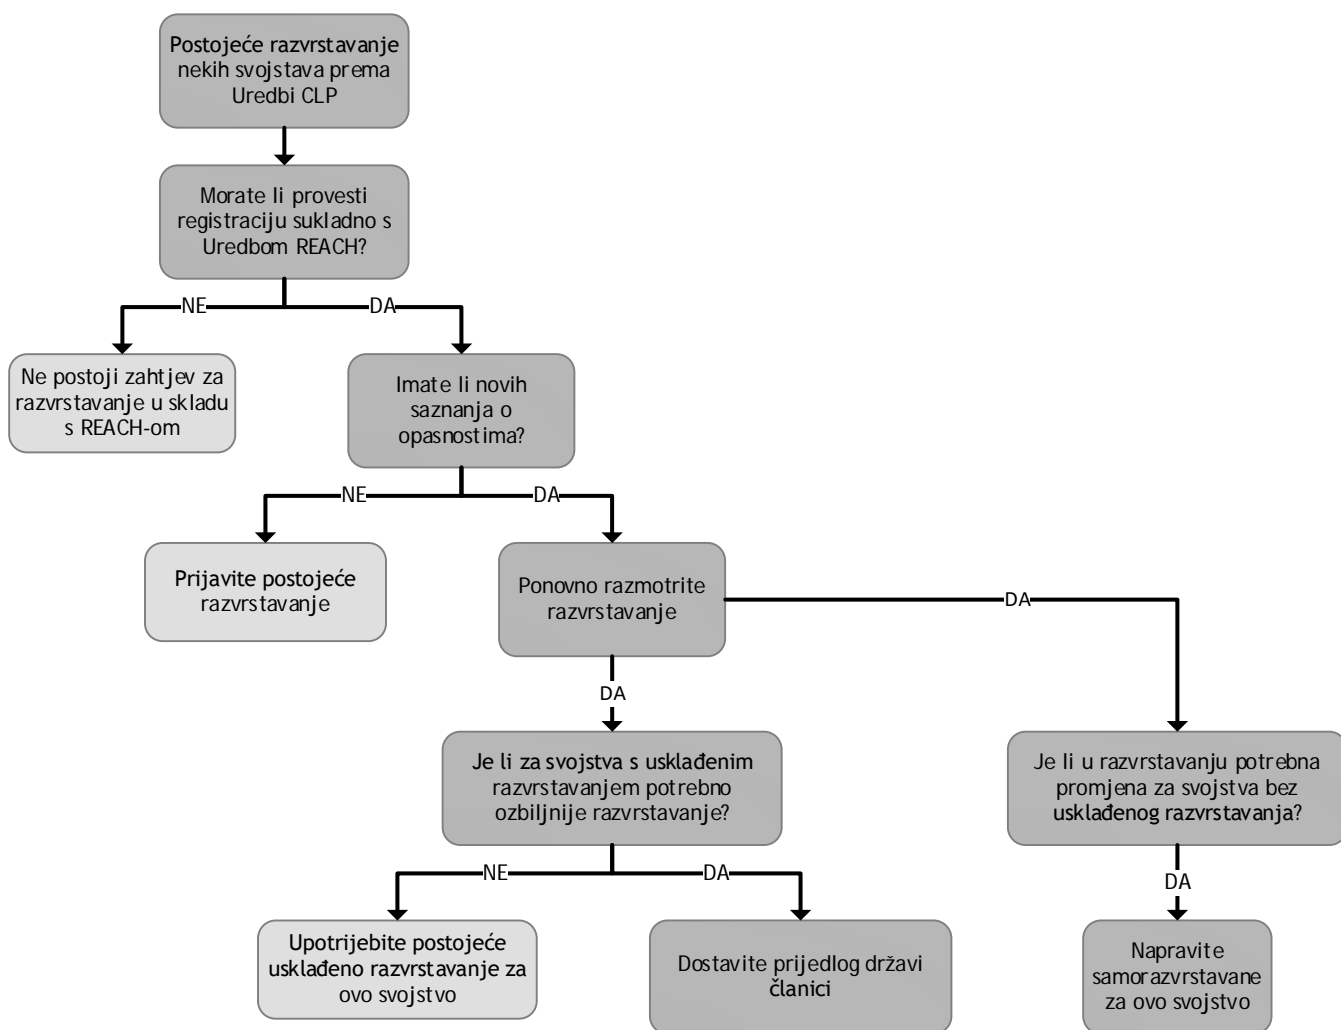 Postojeće razvrstavanje
nekih svojstava prema
Uredbi CLP
Morate li provesti
registraciju sukladno s
Uredbom REACH?
NE
DA
Ne postoji zahtjev za
razvrstavanje u skladu
s REACH-om
Imate li novih
saznanja o
opasnostima?
NE
DA
Prijavite postojeće
razvrstavanje
Ponovno razmotrite
razvrstavanje
DA
DA
Je li za svojstva s usklađenim
razvrstavanjem potrebno
ozbiljnije razvrstavanje?
Je li u razvrstavanju potrebna
promjena za svojstva bez
usklađenog razvrstavanja?
NE
DA
DA
Upotrijebite postojeće
usklađeno razvrstavanje za
ovo svojstvo
Dostavite prijedlog državi
članici
Napravite
samorazvrstavane
za ovo svojstvo